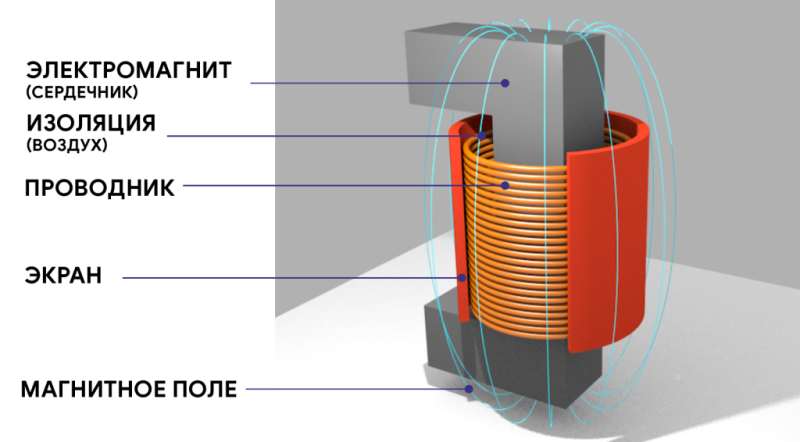 ЭЛЕКТРОМАГНИТ
(СЕРДЕЧНИК)
ИЗОЛЯЦИЯ
(ВОЗДУХ)
ПРОВОДНИК
ЭКРАН
МАГНИТНОЕ ПОЛЕ